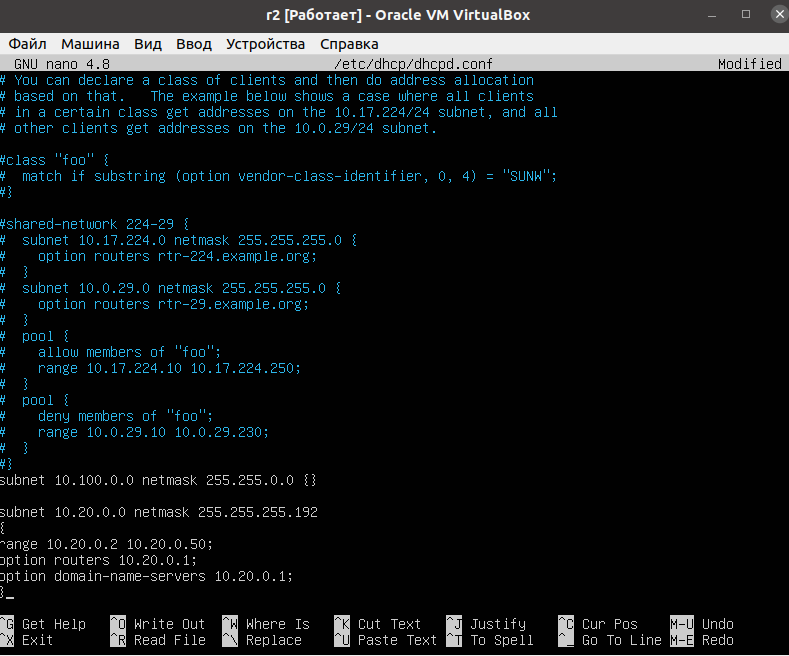 r2 [Работает] - Oracle VM VirtualBox
Файл Машина Вид Ввод Устройства Справка
GNU nano 4.8 /etc/dhcp/dhcpd.conf Modified
# You can declare a class of clients and then do address allocation
# based on that.   The example below shows a case where all clients
# in a certain class get addresses on the 10.17.224/24 subnet, and all
# other clients get addresses on the 10.0.29/24 subnet.
#class "foo" {
#  match if substring (option vendor-class-identifier, 0, 4) = "SUNW";
#}
#shared-network 224-29 {
#  subnet 10.17.224.0 netmask 255.255.255.0 {
#    option routers rtr-224.example.org;
#  }
#  subnet 10.0.29.0 netmask 255.255.255.0 {
#    option routers rtr-29.example.org;
#  }
#  pool {
#    allow members of "foo";
#    range 10.17.224.10 10.17.224.250;
#  }
#  pool {
#    deny members of "foo";
#    range 10.0.29.10 10.0.29.230;
#  }
#}
subnet 10.100.0.0 netmask 255.255.0.0 {}
subnet 10.20.0.0 netmask 255.255.255.192
{
range 10.20.0.2 10.20.0.50;
option routers 10.20.0.1;
option domain-name-servers 10.20.0.1;
}
^G Get Help ^O Write Out ^W Where Is ^K Cut Text ^J Justify ^C Cur Pos M-U Undo
^X Exit ^R Read File ^\ Replace ^U Paste Text ^T To Spell ^_ Go To Line M-E Redo